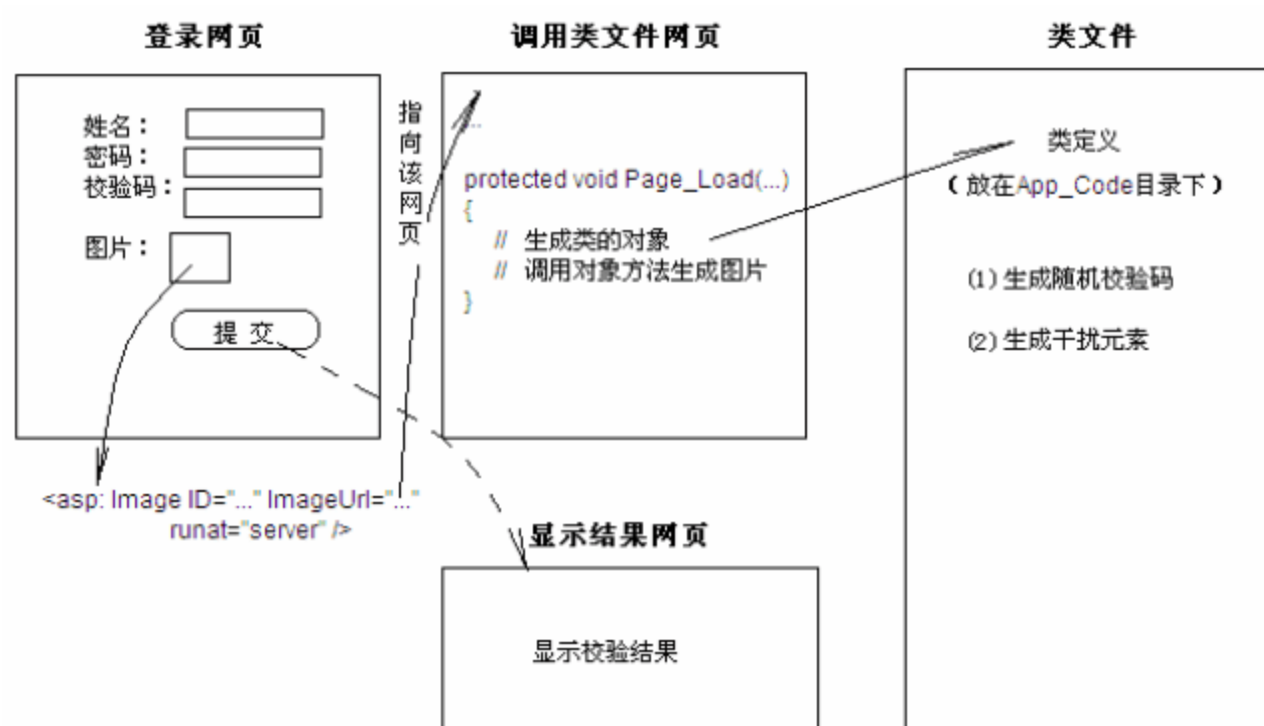 登录网页
姓名：
密码：
校验码：
图片：
提 交
<asp: Image ID="..." ImageUrl="..."
runat="server" />
指向该网页
调用类文件网页
...
protected void Page_Load(...)
{
// 生成类的对象
// 调用对象方法生成图片
}
显示结果网页
显示校验结果
类文件
类定义
（放在App_Code目录下）
(1) 生成随机校验码
(2) 生成干扰元素